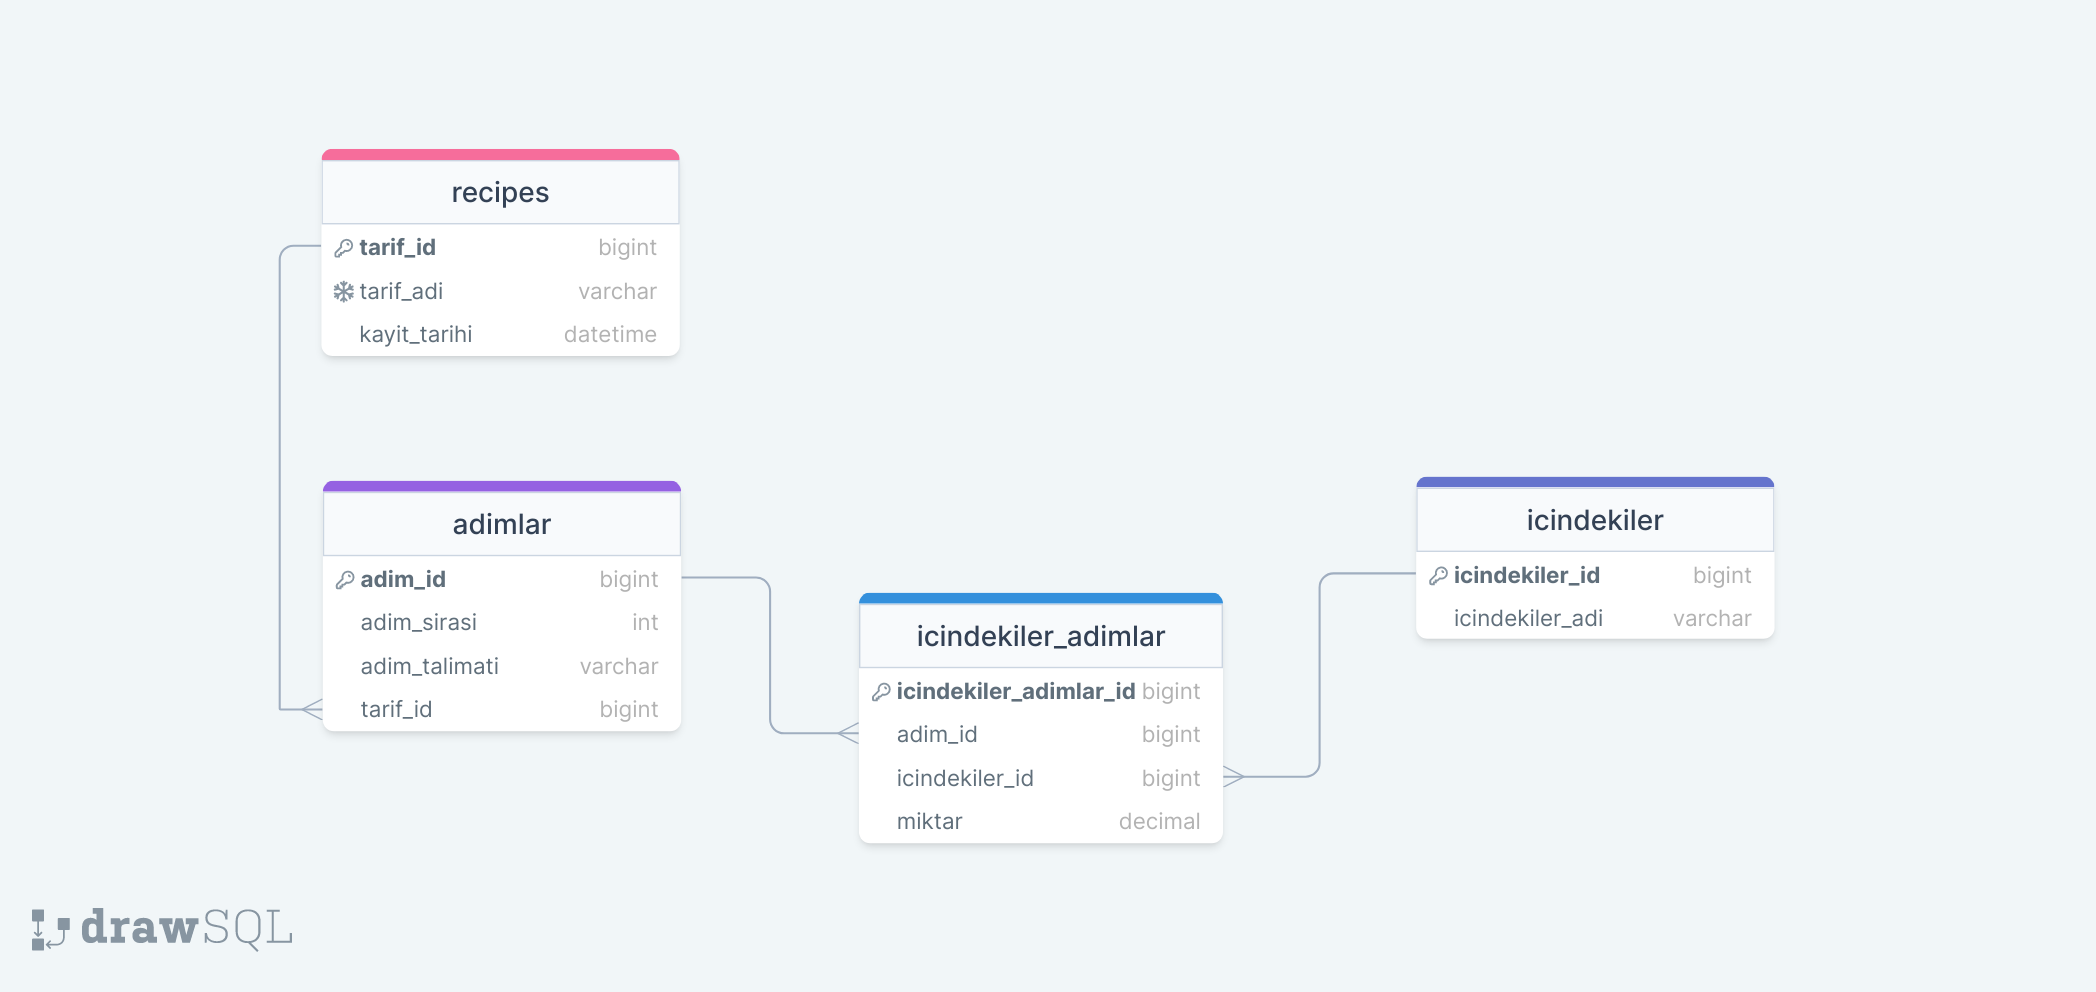 recipes
tarif_id bigint
tarif_adi varchar
kayit_tarihi datetime
adimlar
adim_id bigint
adim_sirasi int
adim_talimati varchar
tarif_id bigint
icindekiler_adimlar
icindekiler_adimlar_id bigint
adim_id bigint
icindekiler_id bigint
miktar decimal
icindekiler
icindekiler_id bigint
icindekiler_adi varchar
drawSQL